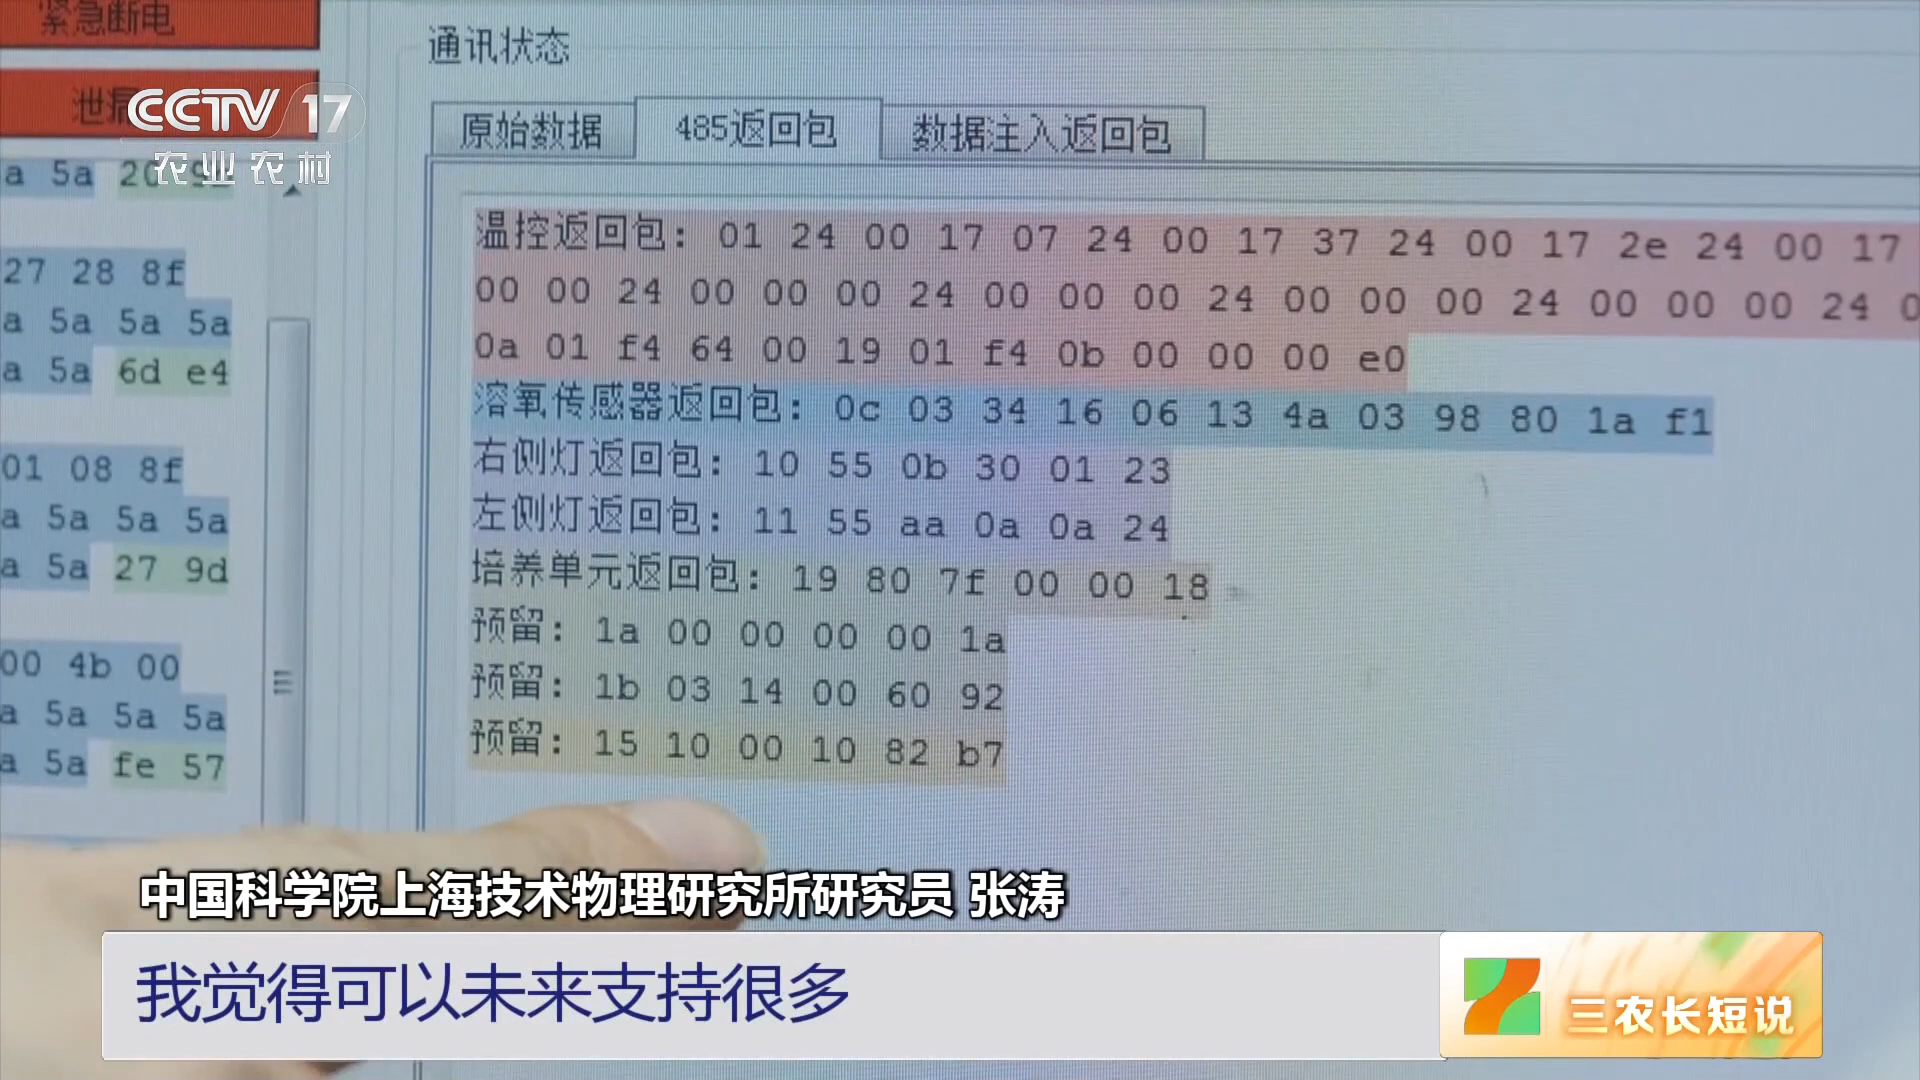 紧急断电
泄漏
CCTV 17
农业农村
a 5a 20 9e
27 28 8f
a 5a 5a 5a
a 5a 6d e4
01 08 8f
a 5a 5a 5a
a 5a 27 9d
00 4b 00
a 5a 5a 5a
a 5a fe 57
通讯状态
原始数据 485返回包 数据注入返回包
温控返回包: 01 24 00 17 07 24 00 17 37 24 00 17 2e 24 00 17
00 00 24 00 00 00 24 00 00 00 24 00 00 00 24 00 00 00 24 0
0a 01 f4 64 00 19 01 f4 0b 00 00 00 e0
溶氧传感器返回包: 0c 03 34 16 06 13 4a 03 98 80 1a f1
右侧灯返回包: 10 55 0b 30 01 23
左侧灯返回包: 11 55 aa 0a 0a 24
培养单元返回包: 19 80 7f 00 00 18
预留: 1a 00 00 00 00 1a
预留: 1b 03 14 00 60 92
预留: 15 10 00 10 82 b7
中国科学院上海技术物理研究所研究员 张涛
我觉得可以未来支持很多
三农长短说